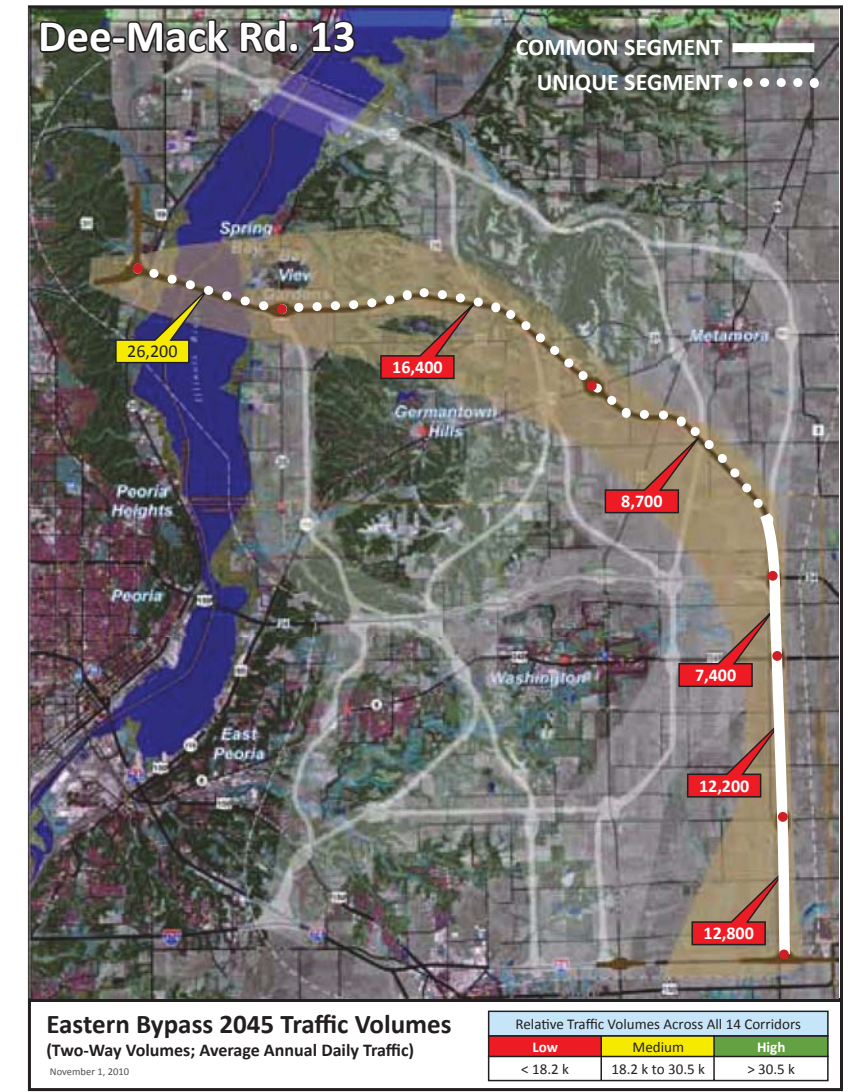 Dee-Mack Rd. 13
COMMON SEGMENT
UNIQUE SEGMENT
Spring
Bay
View
26,200
16,400
Metamora
Germantown
Hills
8,700
Peoria
Heights
Peoria
7,400
Washington
East
Peoria
12,200
12,800
Eastern Bypass 2045 Traffic Volumes
(Two-Way Volumes; Average Annual Daily Traffic)
November 1, 2010
Relative Traffic Volumes Across All 14 Corridors
Low Medium High
< 18.2 k 18.2 k to 30.5 k > 30.5 k